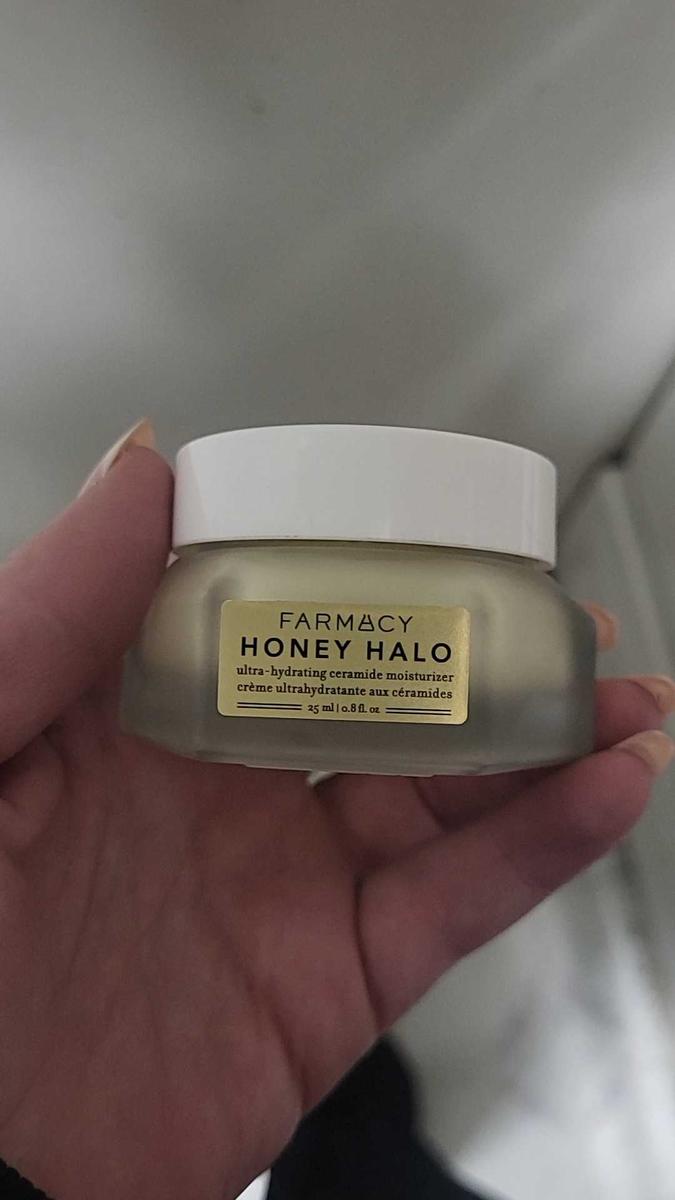 FARMACY
HONEY HALO
ultra-hydrating ceramide moisturizer
crème ultrahydratante aux céramides
25 ml | 0.8 fl. oz